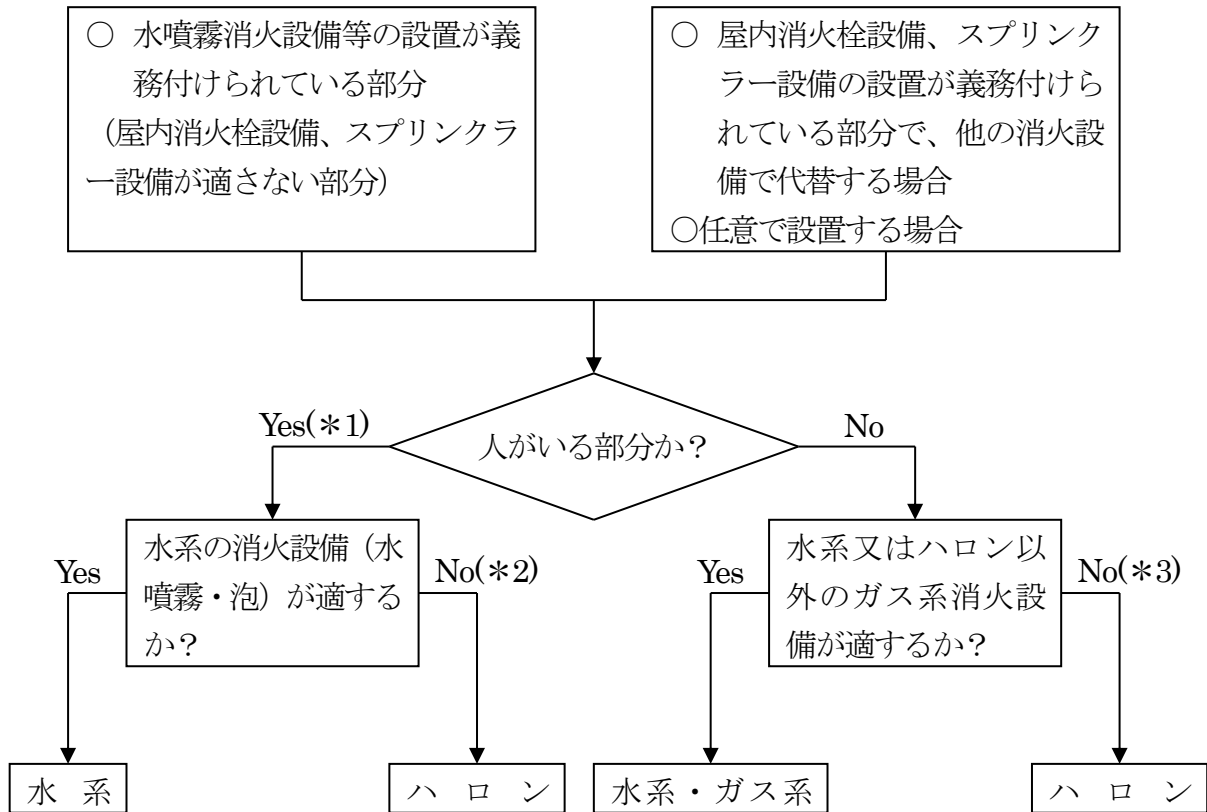 ○ 水噴霧消火設備等の設置が義
務付けられている部分
（屋内消火栓設備、スプリンクラ
ー設備が適さない部分）
○ 屋内消火栓設備、スプリンク
ラー設備の設置が義務付けら
れている部分で、他の消火設
備で代替する場合
○任意で設置する場合
Yes(＊1)
人がいる部分か？
No
Yes
水系の消火設備（水
噴霧・泡）が適する
か？
No(＊2)
Yes
水系又はハロン以
外のガス系消火設
備が適するか？
No(＊3)
水 系
ハ ロ ン
水系・ガス系
ハ ロ ン